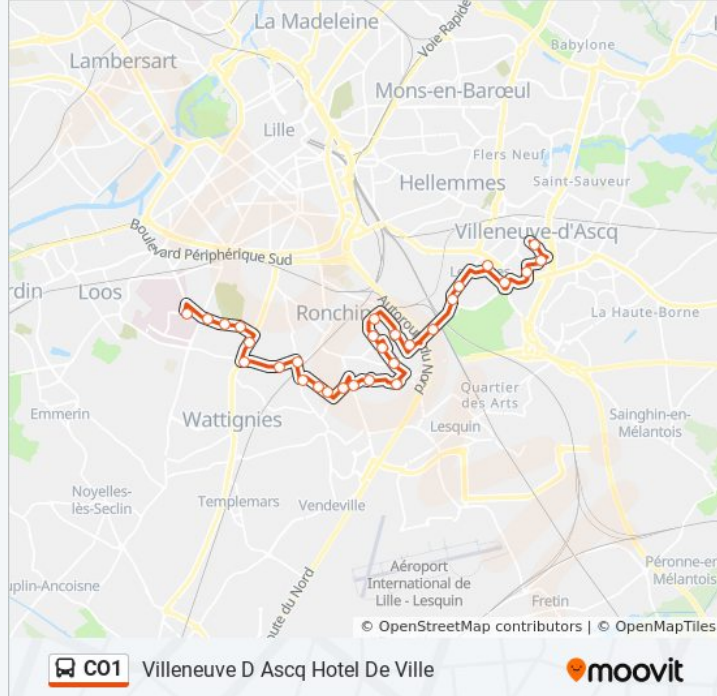 La Madeleine
Voie Rapide
Babylone
Lambersart
Mons-en-Barœul
Lille
Flers Neuf
Hellemmes
Saint-Sauveur
Villeneuve-d'Ascq
Boulevard Périphérique Sud
rdin
Loos
Ronchin
Autoroute du Nord
La Haute-Borne
Quartier
des Arts
Emmerin
Wattignies
Lesquin
Sainghin-en-
Mélantois
Noyelles-
lès-Seclin
Templemars
Vendeville
Aéroport
International de
Lille - Lesquin
Péronne-en-
Mélantois
uplin-Ancoisne
oute du Nord
Fretin
© OpenStreetMap contributors | © OpenMapTiles
CO1
Villeneuve D Ascq Hotel De Ville
moovit